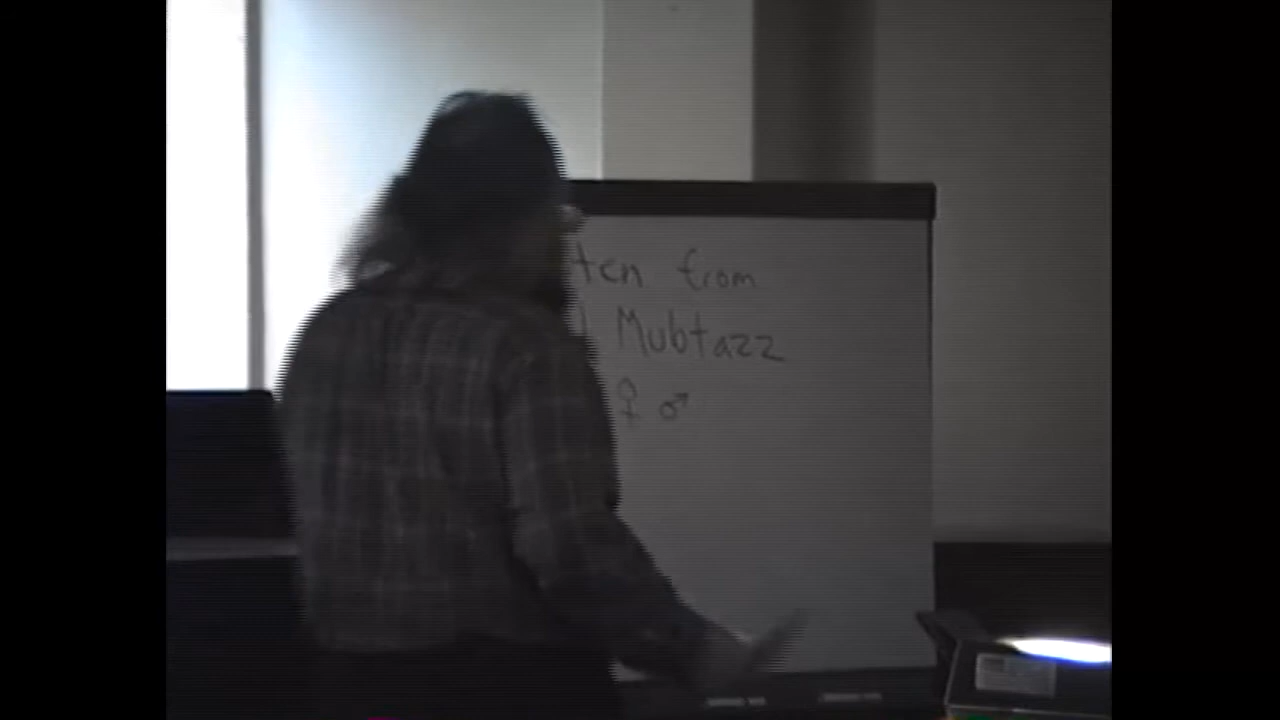 ten from
Mubtazz
♀ ♂